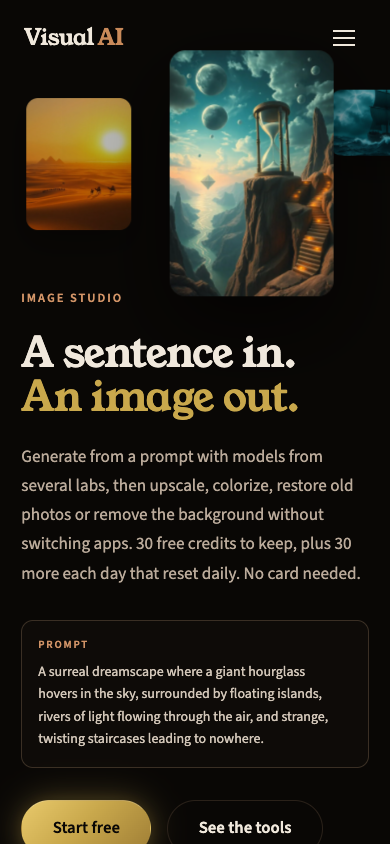 Visual AI
IMAGE STUDIO
A sentence in.
An image out.
Generate from a prompt with models from
several labs, then upscale, colorize, restore old
photos or remove the background without
switching apps. 30 free credits to keep, plus 30
more each day that reset daily. No card needed.
PROMPT
A surreal dreamscape where a giant hourglass
hovers in the sky, surrounded by floating islands,
rivers of light flowing through the air, and strange,
twisting staircases leading to nowhere.
Start free
See the tools